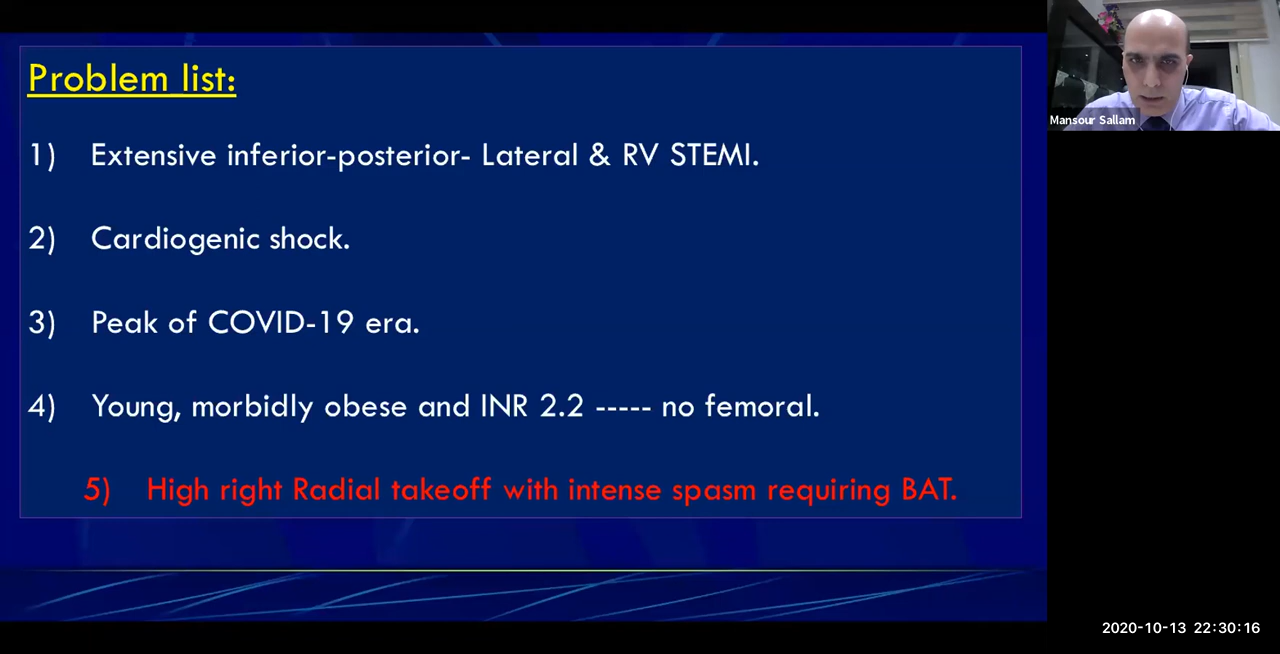 Problem list:
1) Extensive inferior-posterior- Lateral & RV STEMI.
2) Cardiogenic shock.
3) Peak of COVID-19 era.
4) Young, morbidly obese and INR 2.2 ----- no femoral.
5) High right Radial takeoff with intense spasm requiring BAT.
Mansour Sallam
2020-10-13 22:30:16